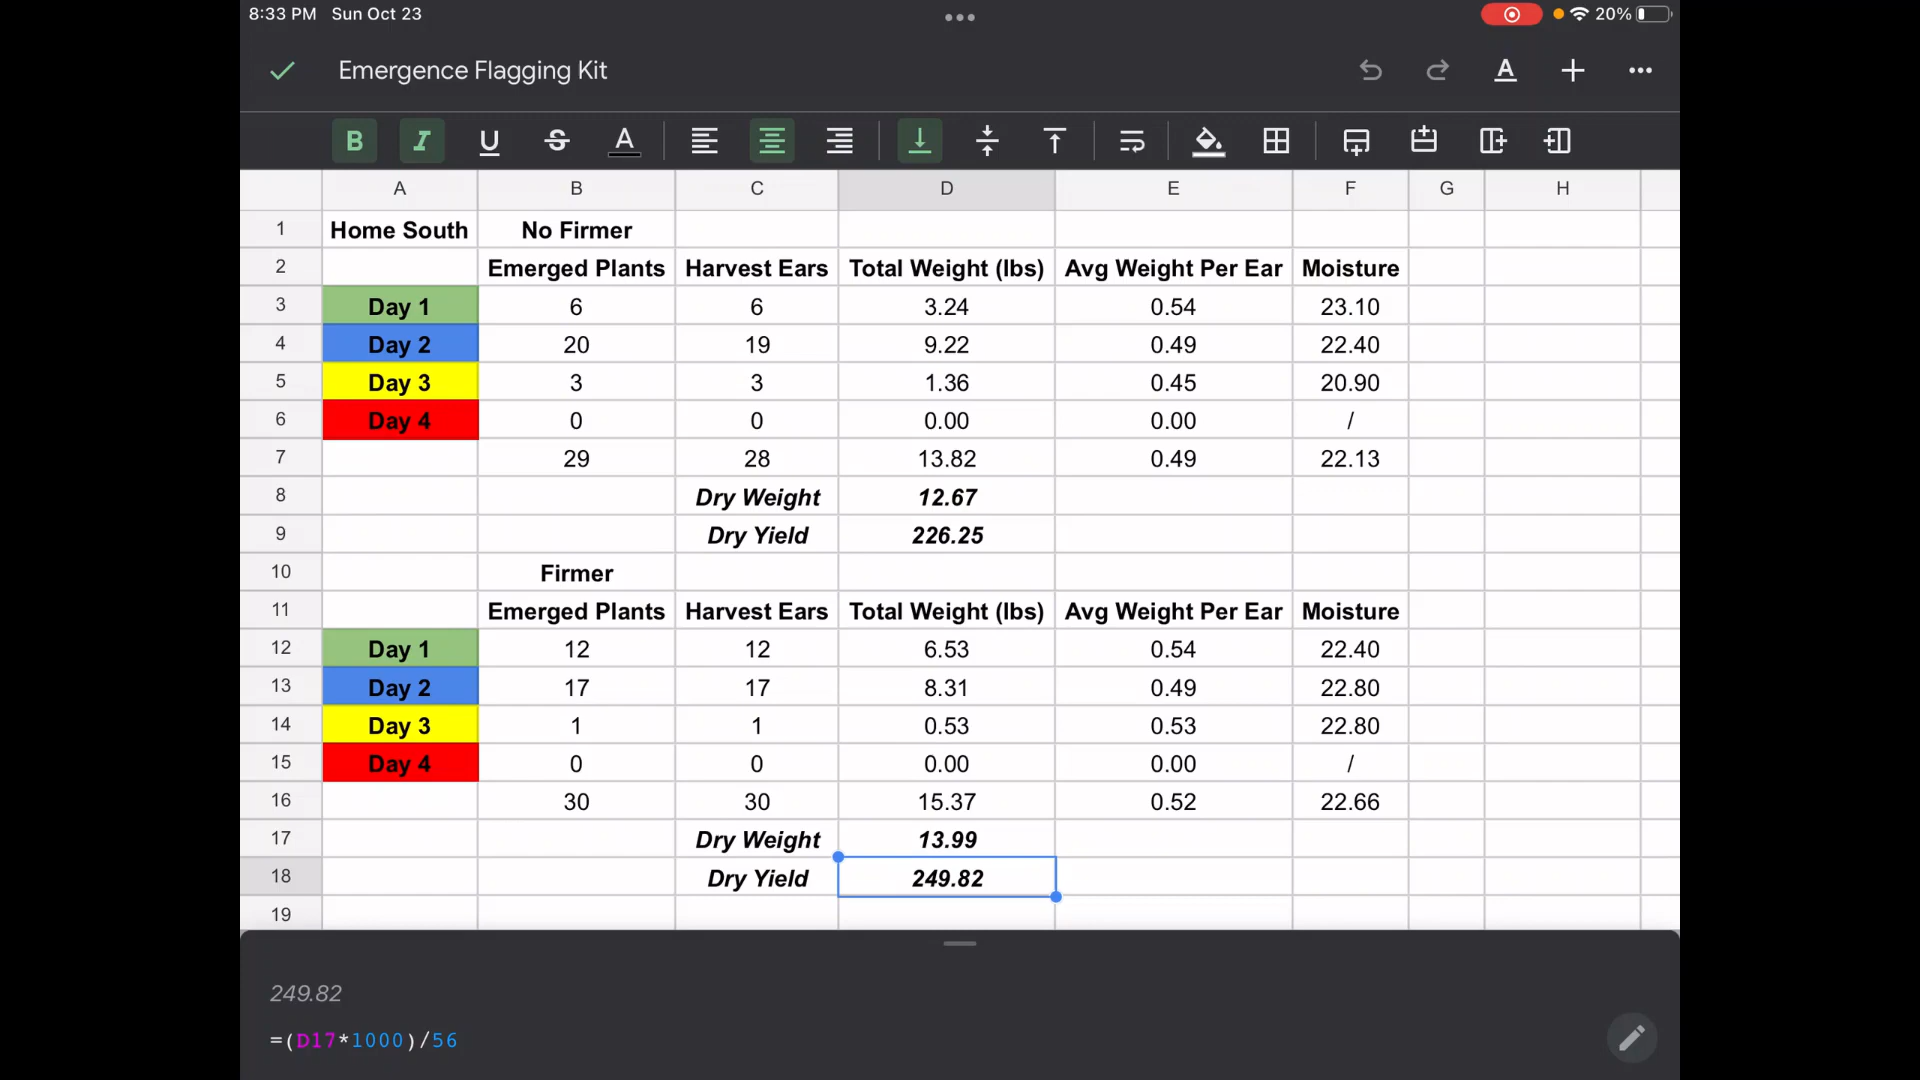 8:33 PM Sun Oct 23
20%
Emergence Flagging Kit
B I U S A
A B C D E F G H
1 Home South No Firmer
2 Emerged Plants Harvest Ears Total Weight (lbs) Avg Weight Per Ear Moisture
3 Day 1 6 6 3.24 0.54 23.10
4 Day 2 20 19 9.22 0.49 22.40
5 Day 3 3 3 1.36 0.45 20.90
6 Day 4 0 0 0.00 0.00 /
7 29 28 13.82 0.49 22.13
8 Dry Weight 12.67
9 Dry Yield 226.25
10 Firmer
11 Emerged Plants Harvest Ears Total Weight (lbs) Avg Weight Per Ear Moisture
12 Day 1 12 12 6.53 0.54 22.40
13 Day 2 17 17 8.31 0.49 22.80
14 Day 3 1 1 0.53 0.53 22.80
15 Day 4 0 0 0.00 0.00 /
16 30 30 15.37 0.52 22.66
17 Dry Weight 13.99
18 Dry Yield 249.82
19
249.82
=(D17*1000)/56